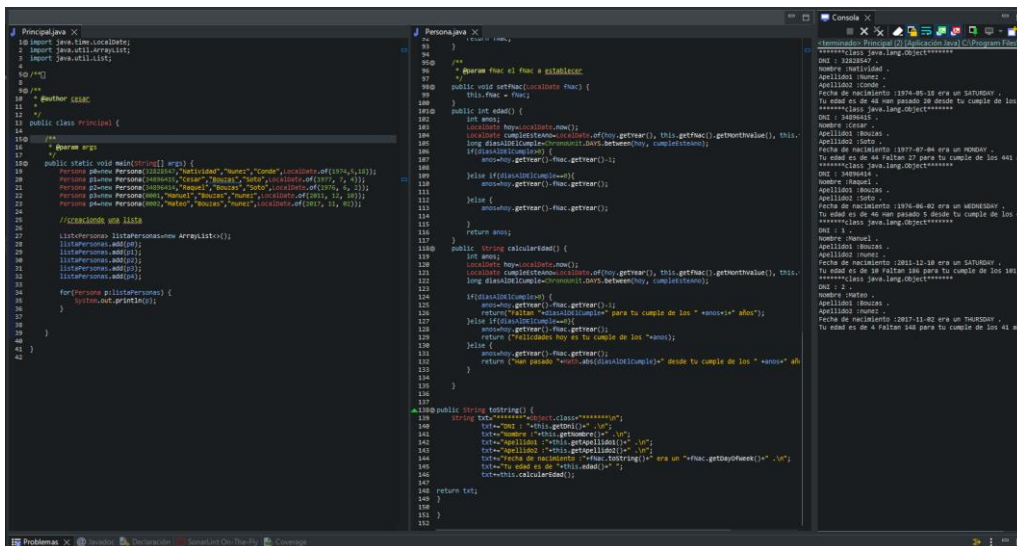 Principal.java
1 import java.time.LocalDate;
2 import java.util.ArrayList;
3 import java.util.List;
4
5 /**
8
9 /**
10 * @author cesar
11 *
12 */
13 public class Principal {
14
15 /**
16 * @param args
17 */
18 public static void main(String[] args) {
19 Persona p0=new Persona(32828547,"Natividad","Nunez","Conde",LocalDate.of(1974,5,18));
20 Persona p1=new Persona(34896415,"Cesar","Bouzas","Soto",LocalDate.of(1977, 7, 4));
21 Persona p2=new Persona(34896414,"Raquel","Bouzas","Soto",LocalDate.of(1976, 6, 2));
22 Persona p3=new Persona(0001,"Manuel","Bouzas","nunez",LocalDate.of(2011, 12, 10));
23 Persona p4=new Persona(0002,"Mateo","Bouzas","nunez",LocalDate.of(2017, 11, 02));
24
25 //creacionde una lista
26
27 List<Persona> listaPersonas=new ArrayList<>();
28 listaPersonas.add(p0);
29 listaPersonas.add(p1);
30 listaPersonas.add(p2);
31 listaPersonas.add(p3);
32 listaPersonas.add(p4);
33
34 for(Persona p:listaPersonas) {
35 System.out.println(p);
36 }
37
38
39 }
40
41 }
42
Persona.java
92 return fNac;
93 }
94
95 /**
96 * @param fNac el fNac a establecer
97 */
98 public void setfNac(LocalDate fNac) {
99 this.fNac = fNac;
100 }
101 public int edad() {
102 int anos;
103 LocalDate hoy=LocalDate.now();
104 LocalDate cumpleEsteAno=LocalDate.of(hoy.getYear(), this.getfNac().getMonthValue(), this.
105 long diasAlDElCumple=ChronoUnit.DAYS.between(hoy, cumpleEsteAno);
106 if(diasAlDElCumple>0) {
107 anos=hoy.getYear()-fNac.getYear()-1;
108
109 }else if(diasAlDElCumple==0){
110 anos=hoy.getYear()-fNac.getYear();
111
112 }else {
113 anos=hoy.getYear()-fNac.getYear();
114
115 }
116 return anos;
117 }
118 public String calcularEdad() {
119 int anos;
120 LocalDate hoy=LocalDate.now();
121 LocalDate cumpleEsteAno=LocalDate.of(hoy.getYear(), this.getfNac().getMonthValue(), this.
122 long diasAlDElCumple=ChronoUnit.DAYS.between(hoy, cumpleEsteAno);
123
124 if(diasAlDElCumple>0) {
125 anos=hoy.getYear()-fNac.getYear()-1;
126 return("Faltan "+diasAlDElCumple+" para tu cumple de los " +anos+1+" años");
127 }else if(diasAlDElCumple==0){
128 anos=hoy.getYear()-fNac.getYear();
129 return("Felicdades hoy es tu cumple de los "+anos);
130 }else {
131 anos=hoy.getYear()-fNac.getYear();
132 return ("Han pasado "+Math.abs(diasAlDElCumple)+" desde tu cumple de los " +anos+" añ
133 }
134
135 }
136
137
138 public String toString() {
139 String txt="*******"+Object.class+"*******\n";
140 txt+="DNI : "+this.getDni()+" .\n";
141 txt+="Nombre :"+this.getNombre()+" .\n";
142 txt+="Apellido1 :"+this.getApellido1()+" .\n";
143 txt+="Apellido2 :"+this.getApellido2()+" .\n";
144 txt+="Fecha de nacimiento :"+fNac.toString()+" era un "+fNac.getDayOfWeek()+" .\n";
145 txt+="Tu edad es de "+this.edad()+" ";
146 txt+=this.calcularEdad();
147
148 return txt;
149 }
150
151 }
152
Consola
<terminado> Principal (2) [Aplicación Java] C:\Program Files
*******class java.lang.Object*******
DNI : 32828547 .
Nombre :Natividad .
Apellido1 :Nunez .
Apellido2 :Conde .
Fecha de nacimiento :1974-05-18 era un SATURDAY .
Tu edad es de 48 Han pasado 20 desde tu cumple de los
*******class java.lang.Object*******
DNI : 34896415 .
Nombre :Cesar .
Apellido1 :Bouzas .
Apellido2 :Soto .
Fecha de nacimiento :1977-07-04 era un MONDAY .
Tu edad es de 44 Faltan 27 para tu cumple de los 441
*******class java.lang.Object*******
DNI : 34896414 .
Nombre :Raquel .
Apellido1 :Bouzas .
Apellido2 :Soto .
Fecha de nacimiento :1976-06-02 era un WEDNESDAY .
Tu edad es de 46 Han pasado 5 desde tu cumple de los
*******class java.lang.Object*******
DNI : 1 .
Nombre :Manuel .
Apellido1 :Bouzas .
Apellido2 :nunez .
Fecha de nacimiento :2011-12-10 era un SATURDAY .
Tu edad es de 10 Faltan 186 para tu cumple de los 101
*******class java.lang.Object*******
DNI : 2 .
Nombre :Mateo .
Apellido1 :Bouzas .
Apellido2 :nunez .
Fecha de nacimiento :2017-11-02 era un THURSDAY .
Tu edad es de 4 Faltan 148 para tu cumple de los 41 a
Problemas Javadoc Declaración SonarLint On-The-Fly Coverage